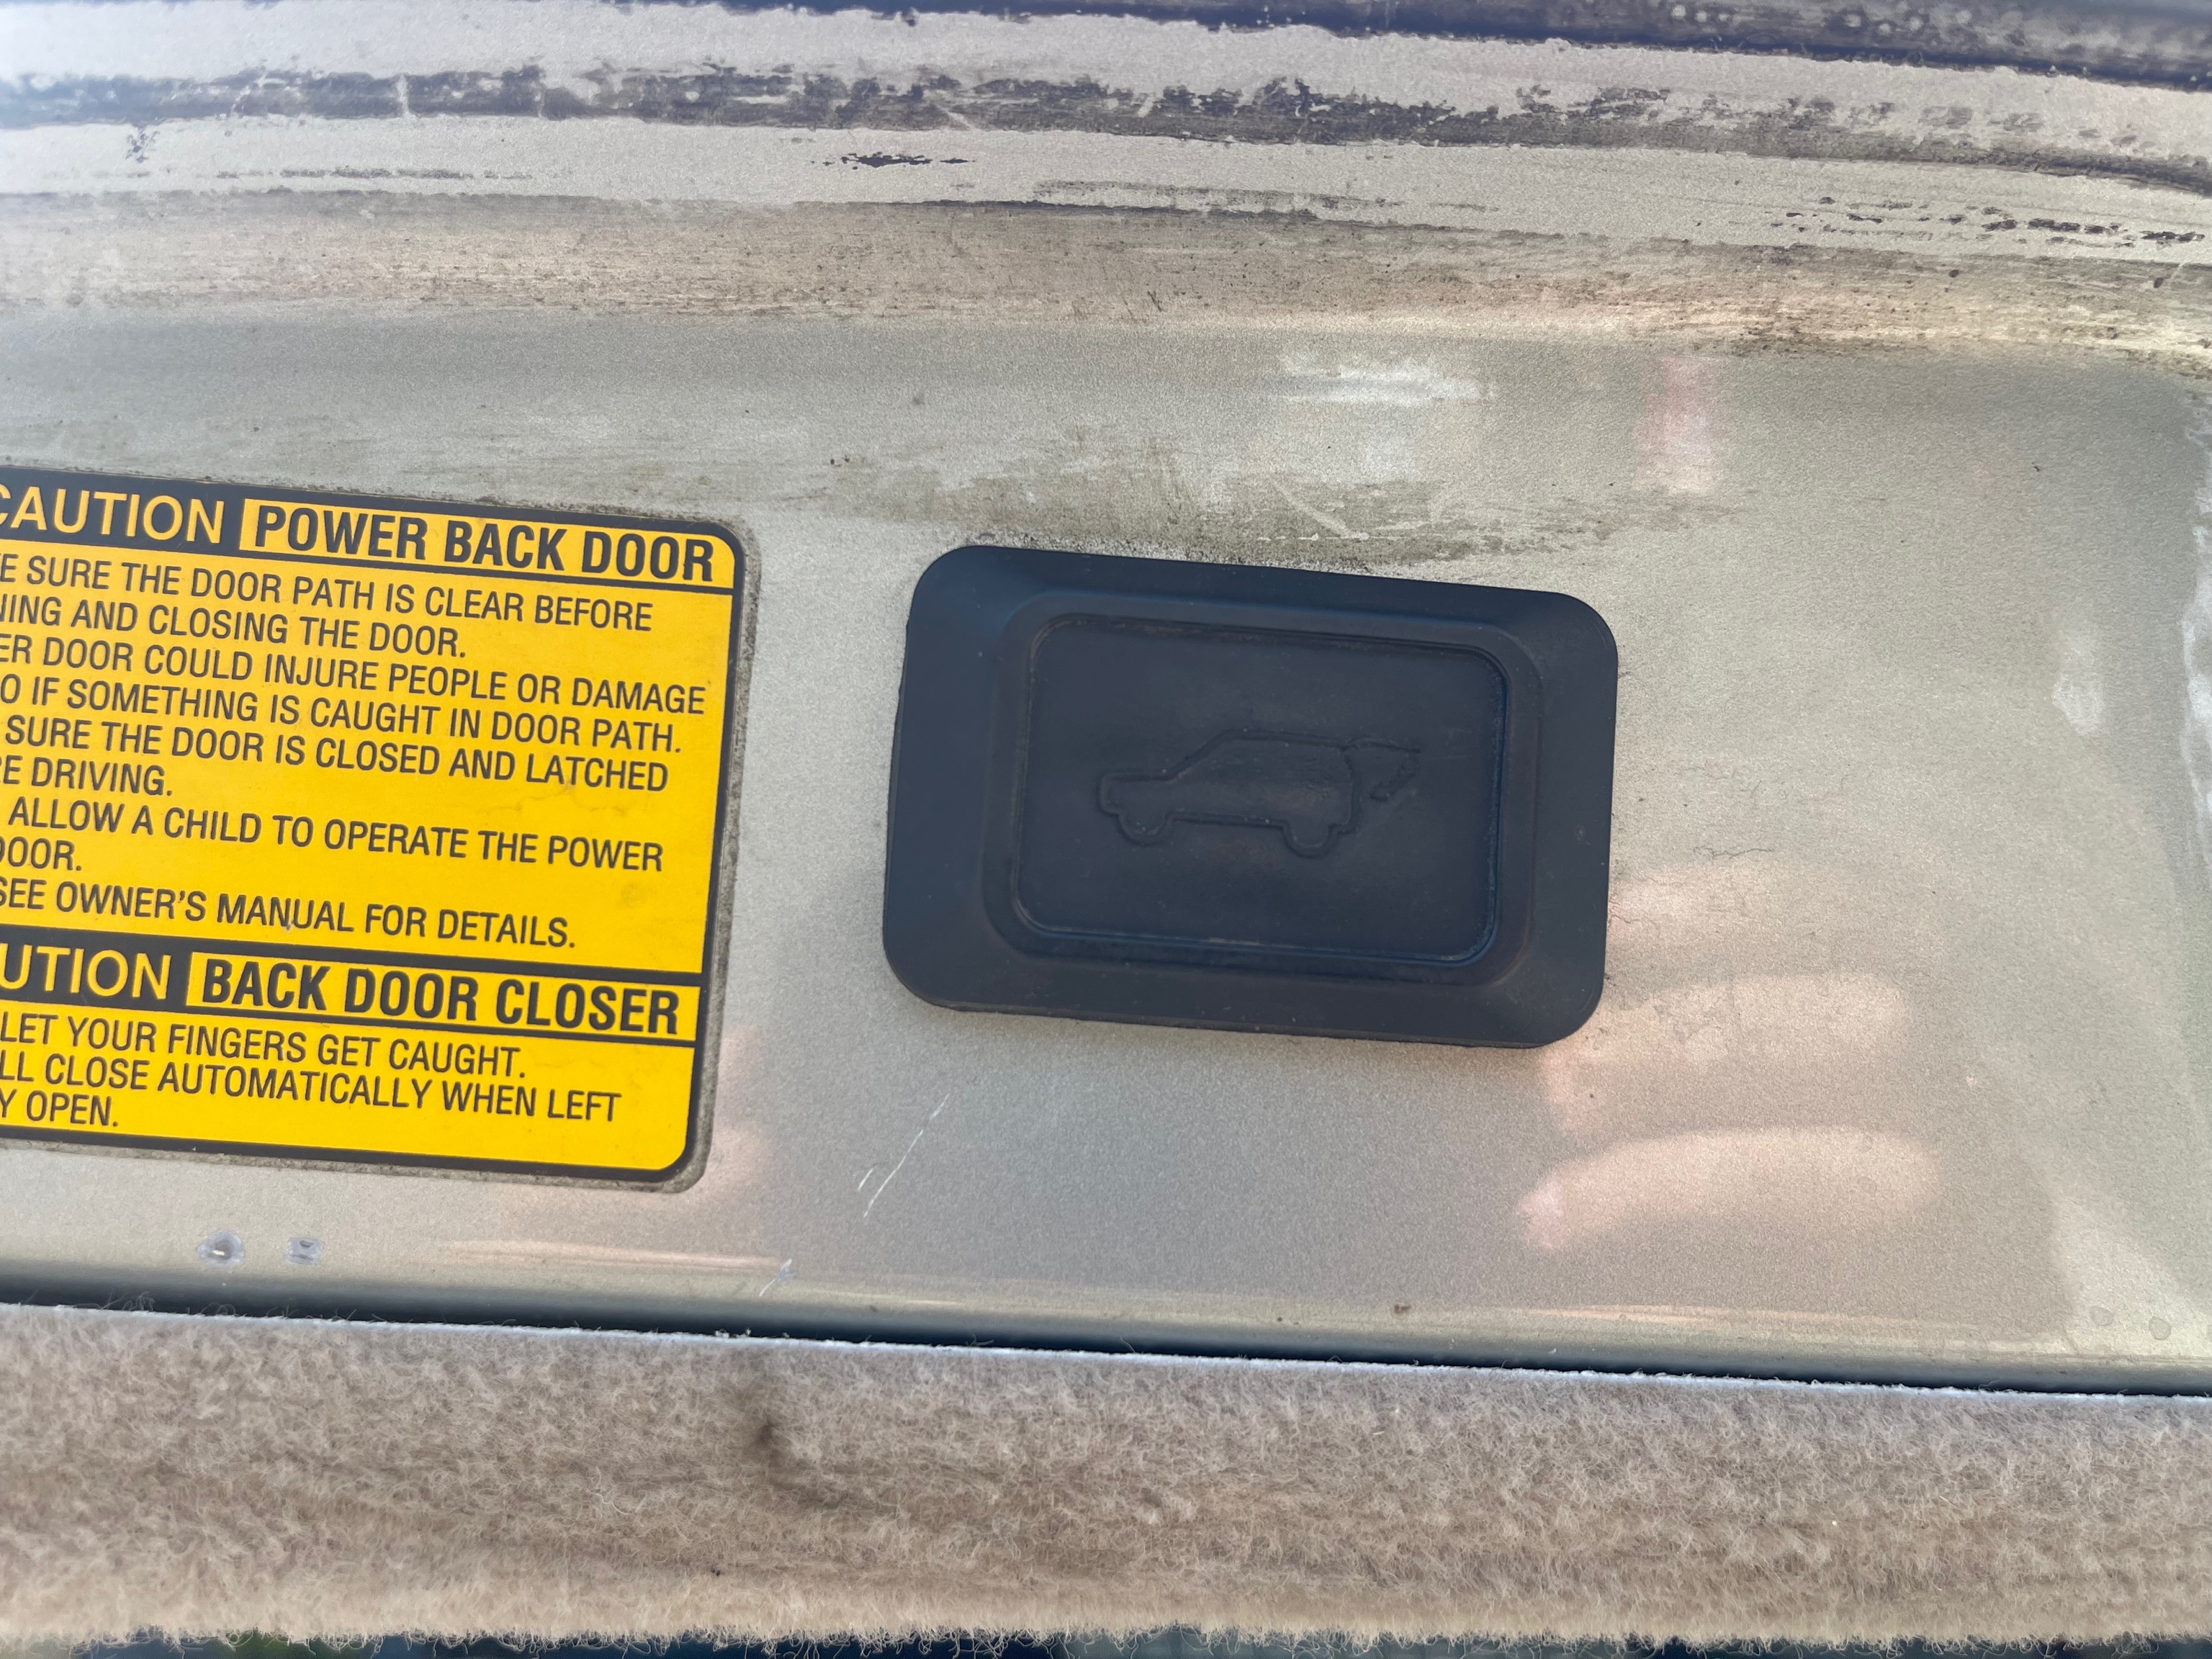 CAUTION POWER BACK DOOR
SURE THE DOOR PATH IS CLEAR BEFORE
AND CLOSING THE DOOR.
DOOR COULD INJURE PEOPLE OR DAMAGE
IF SOMETHING IS CAUGHT IN DOOR PATH.
SURE THE DOOR IS CLOSED AND LATCHED
DRIVING.
ALLOW A CHILD TO OPERATE THE POWER
DOOR.
SEE OWNER'S MANUAL FOR DETAILS.
UTION BACK DOOR CLOSER
LET YOUR FINGERS GET CAUGHT.
CLOSE AUTOMATICALLY WHEN LEFT
OPEN.